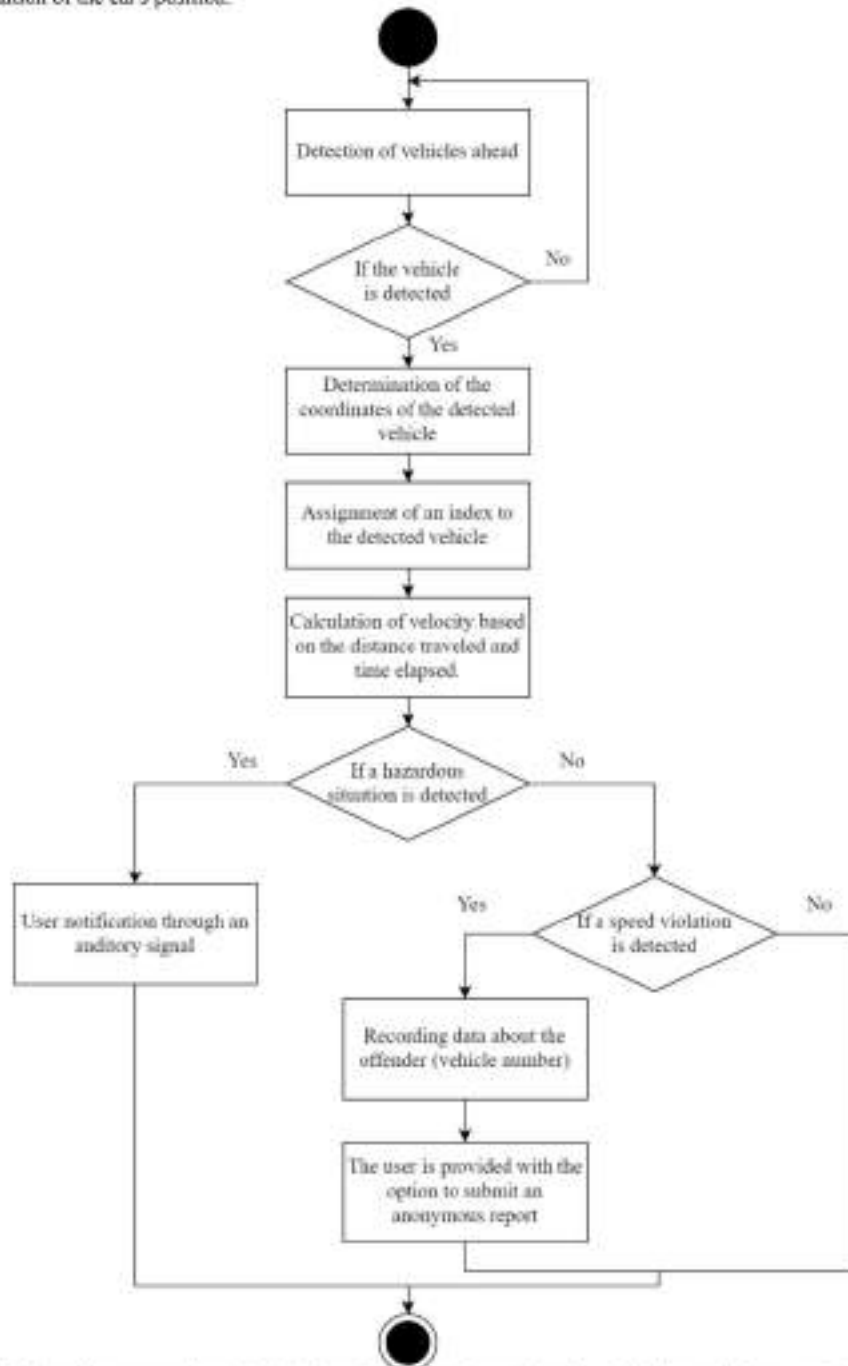 of the car's position.
Detection of vehicles ahead
If the vehicle
is detected
No
Yes
Determination of the
coordinates of the detected
vehicle
Assignment of an index to
the detected vehicle
Calculation of velocity based
on the distance traveled and
time elapsed.
If a hazardous
situation is detected
Yes
No
User notification through an
auditory signal
If a speed violation
is detected
Yes
No
Recording data about the
offender (vehicle number)
The user is provided with the
option to submit an
anonymous report